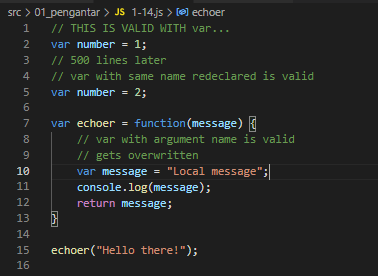 src > 01_pengantar > JS 1-14.js > echoer
1 // THIS IS VALID WITH var...
2 var number = 1;
3 // 500 lines later
4 // var with same name redeclared is valid
5 var number = 2;
6
7 var echoer = function(message) {
8 // var with argument name is valid
9 // gets overwritten
10 var message = "Local message";
11 console.log(message);
12 return message;
13 }
14
15 echoer("Hello there!");